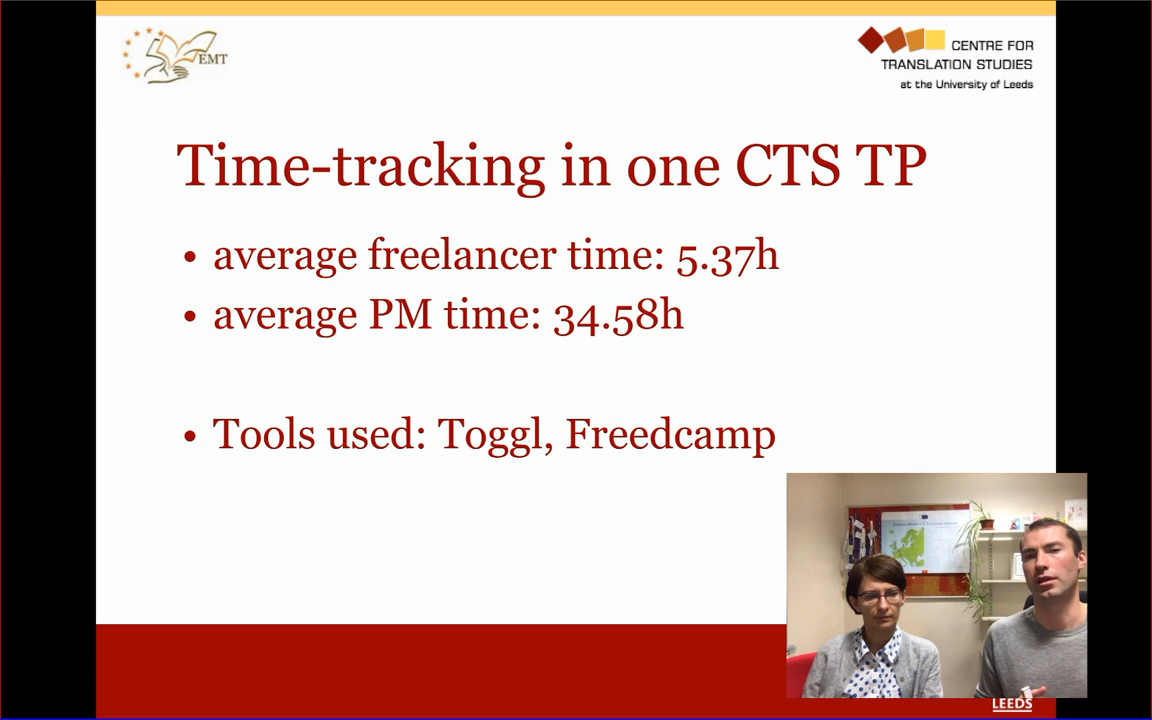 EMT
CENTRE FOR
TRANSLATION STUDIES
at the University of Leeds
Time-tracking in one CTS TP
• average freelancer time: 5.37h
• average PM time: 34.58h
• Tools used: Toggl, Freedcamp
LEEDS